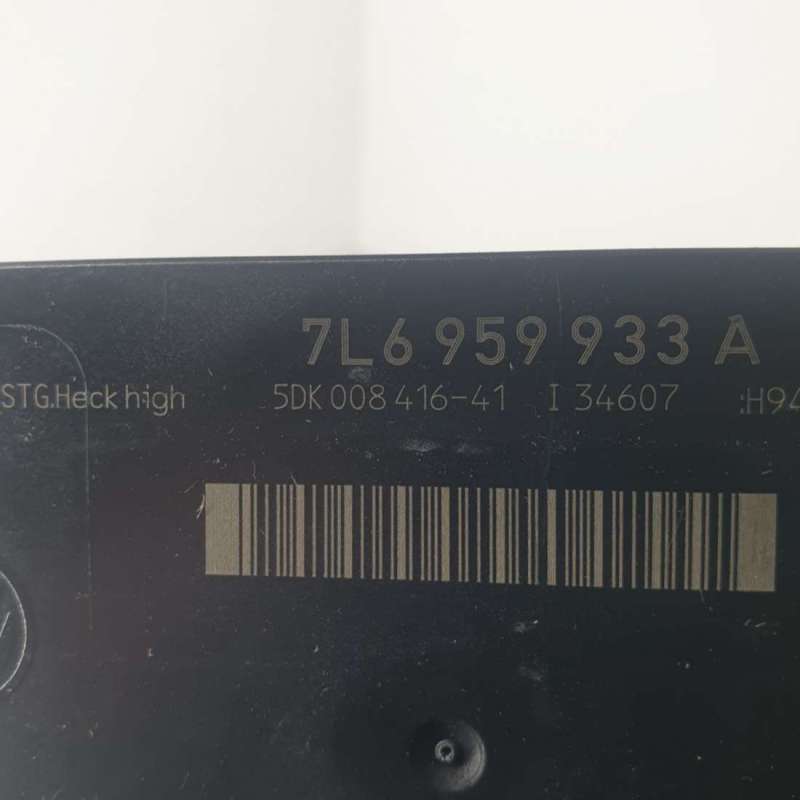 7L6 959 933 A
STG.Heck high 5DK 008 416-41 I 34607 :H94